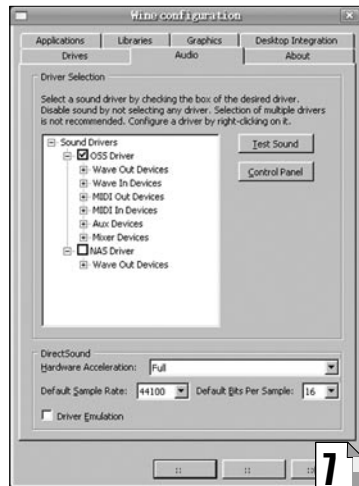 Wine configuration
Applications Libraries Graphics Desktop Integration
Drives Audio About
Driver Selection
Select a sound driver by checking the box of the desired driver.
Disable sound by not selecting any driver. Selection of multiple drivers
is not recommended. Configure a driver by right-
clicking on it.
Sound Drivers
OSS Driver
Wave Out Devices
Wave In Devices
MIDI Out Devices
MIDI In Devices
Aux Devices
Mixer Devices
NAS Driver
Wave Out Devices
Test Sound
Control Panel
DirectSound
Hardware Acceleration: Full
Default Sample Rate: 44100 Default Bits Per Sample: 16
Driver Emulation
7